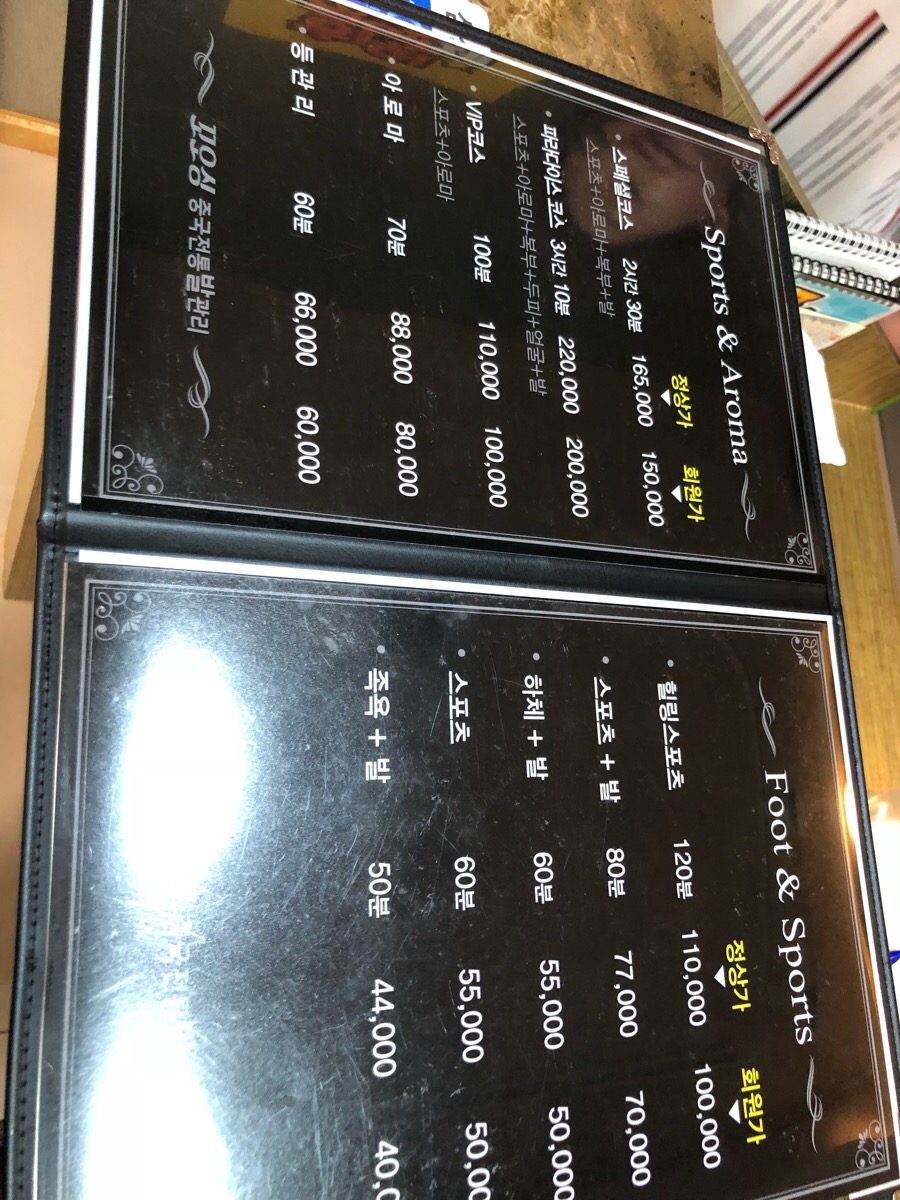 Sports & Aroma
정상가 회원가
• 스페셜코스 2시간 30분 165,000 150,000
스포츠+아로마+복부+발
• 파라다이스 코스 3시간 10분 220,000 200,000
스포츠+아로마+복부+두피+얼굴+발
• VIP코스 100분 110,000 100,000
스포츠+아로마
• 아 로 마 70분 88,000 80,000
• 등 관 리 60분 66,000 60,000
중국전통발관리
Foot & Sports
정상가 회원가
• 힐링스포츠 120분 110,000 100,000
• 스포츠 + 발 80분 77,000 70,000
• 하체 + 발 60분 55,000 50,000
• 스포츠 60분 55,000 50,00
• 족욕 + 발 50분 44,000 40,0